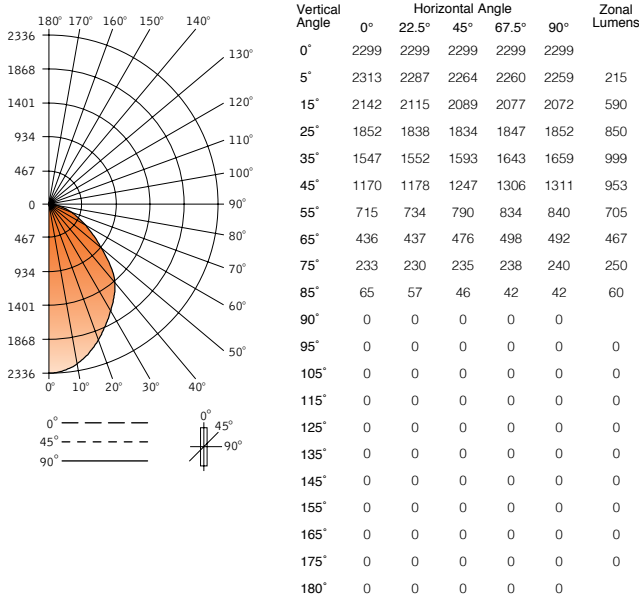 180° 170° 160° 150° 140°
2336
1868
1401
934
467
0
467
934
1401
1868
2336
130°
120°
110°
100°
90°
80°
70°
60°
50°
0° 10° 20° 30° 40°
0°
45°
90°
0°
45°
90°
Vertical Angle Horizontal Angle Zonal Lumens
0° 22.5° 45° 67.5° 90°
0° 2299 2299 2299 2299 2299
5° 2313 2287 2264 2260 2259 215
15° 2142 2115 2089 2077 2072 590
25° 1852 1838 1834 1847 1852 850
35° 1547 1552 1593 1643 1659 999
45° 1170 1178 1247 1306 1311 953
55° 715 734 790 834 840 705
65° 436 437 476 498 492 467
75° 233 230 235 238 240 250
85° 65 57 46 42 42 60
90° 0 0 0 0 0
95° 0 0 0 0 0 0
105° 0 0 0 0 0 0
115° 0 0 0 0 0 0
125° 0 0 0 0 0 0
135° 0 0 0 0 0 0
145° 0 0 0 0 0 0
155° 0 0 0 0 0 0
165° 0 0 0 0 0 0
175° 0 0 0 0 0 0
180° 0 0 0 0 0